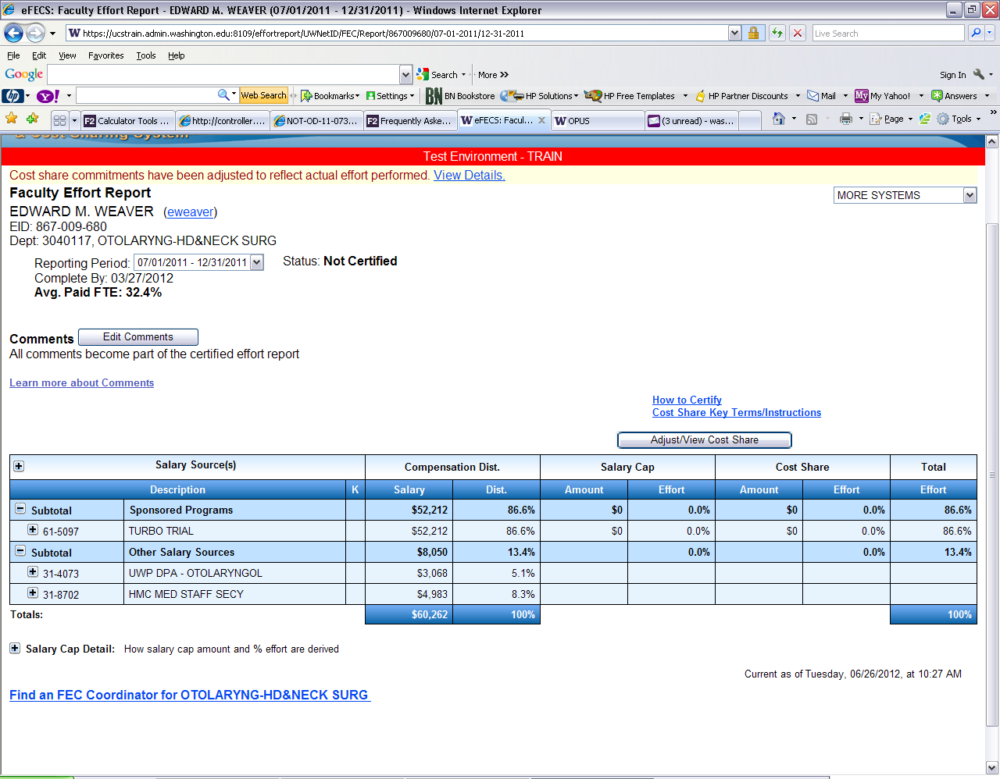 eFECS: Faculty Effort Report - EDWARD M. WEAVER (07/01/2011 - 12/31/2011) - Windows Internet Explorer
https://ucstrain.admin.washington.edu:8109/effortreport/UWNetID/FEC/Report/867009680/07-01-2011/12-31-2011
Live Search
File Edit View Favorites Tools Help
Google Search More >> Sign In
hp Y! Web Search Bookmarks Settings BN BN Bookstore HP Solutions HP Free Templates HP Partner Discounts Mail My My Yahoo! Answers
F2 Calculator Tools ... http://controller.... NOT-OD-11-073... F2 Frequently Aske... W eFECS: Facul... X W OPUS (3 unread) - was... Page Tools >>
& Cost Sharing System
Test Environment - TRAIN
Cost share commitments have been adjusted to reflect actual effort performed. View Details.
Faculty Effort Report
MORE SYSTEMS
EDWARD M. WEAVER (eweaver)
EID: 867-009-680
Dept: 3040117, OTOLARYNG-HD&NECK SURG
Reporting Period: 07/01/2011 - 12/31/2011 Status: Not Certified
Complete By: 03/27/2012
Avg. Paid FTE: 32.4%
Comments Edit Comments
All comments become part of the certified effort report
Learn more about Comments
How to Certify
Cost Share Key Terms/Instructions
Adjust/View Cost Share
Salary Source(s) Compensation Dist. Salary Cap Cost Share Total
Description K Salary Dist. Amount Effort Amount Effort Effort
Subtotal Sponsored Programs $52,212 86.6% $0 0.0% $0 0.0% 86.6%
61-5097 TURBO TRIAL $52,212 86.6% $0 0.0% $0 0.0% 86.6%
Subtotal Other Salary Sources $8,050 13.4% 0.0% 0.0% 13.4%
31-4073 UWP DPA - OTOLARYNGOL $3,068 5.1%
31-8702 HMC MED STAFF SECY $4,983 8.3%
Totals: $60,262 100% 100%
Salary Cap Detail: How salary cap amount and % effort are derived
Current as of Tuesday, 06/26/2012, at 10:27 AM
Find an FEC Coordinator for OTOLARYNG-HD&NECK SURG